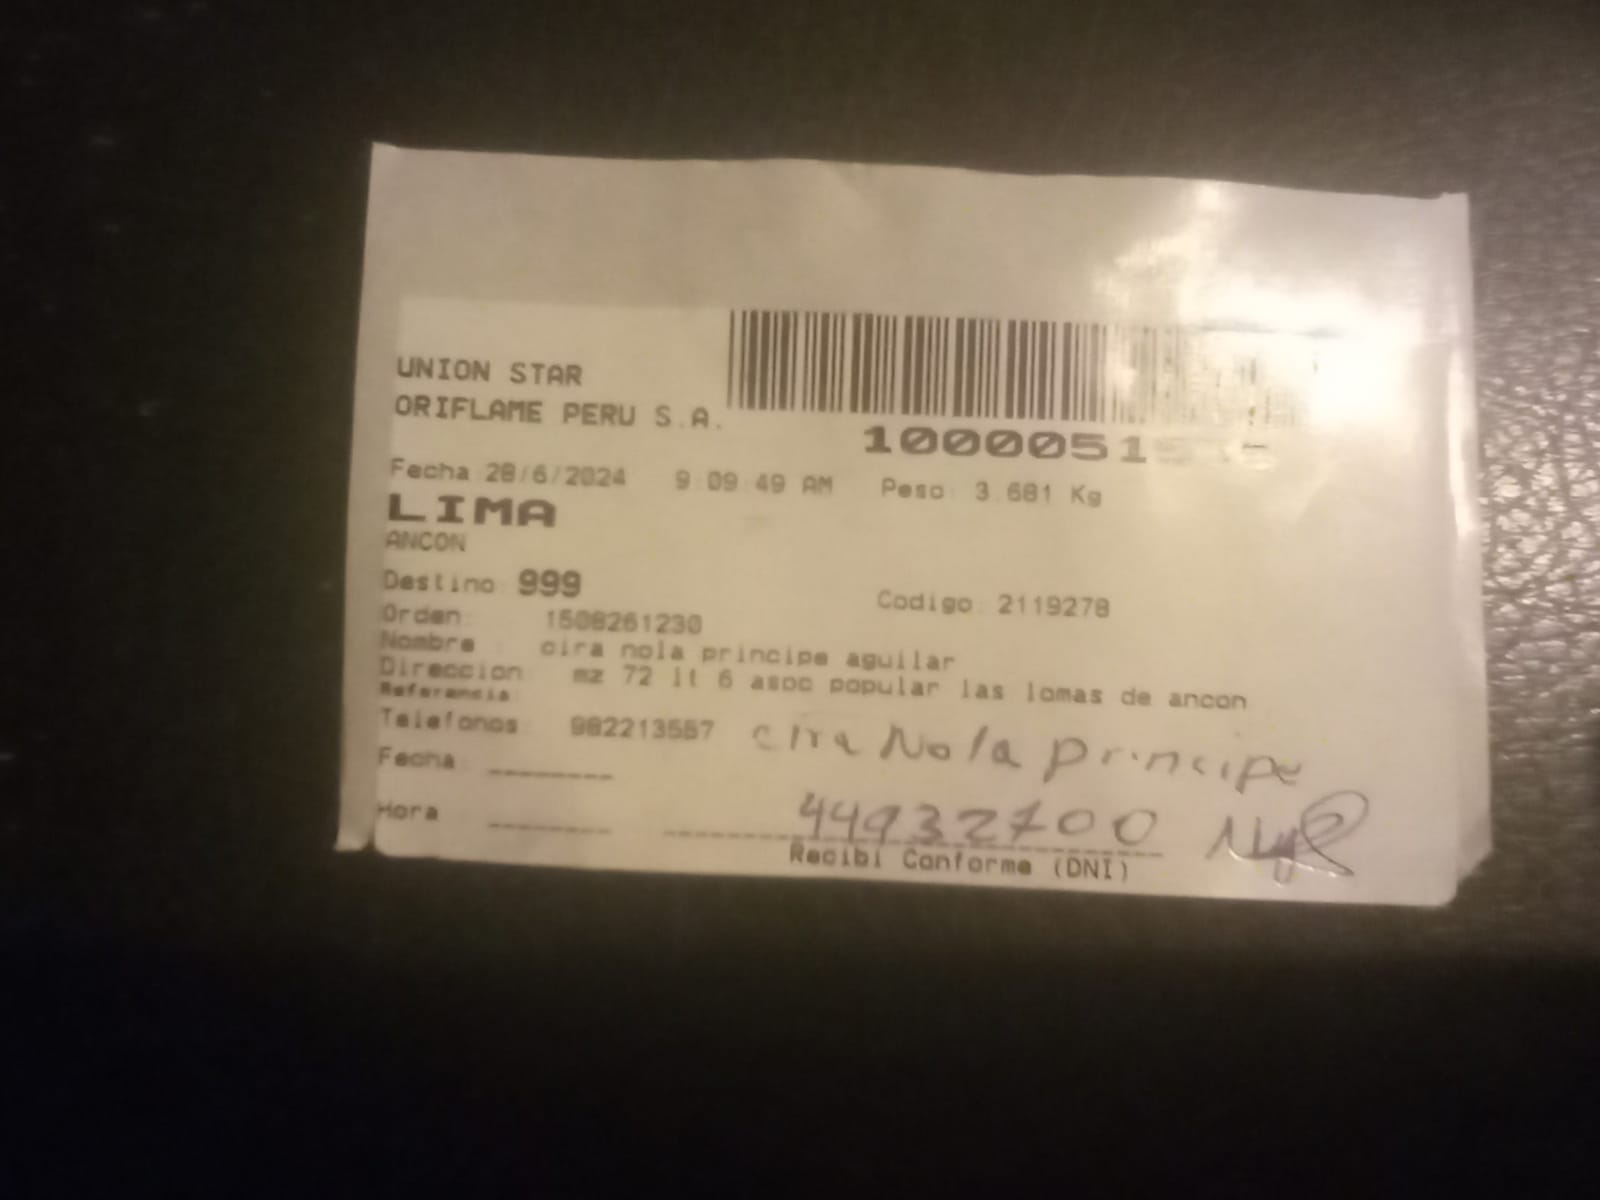 UNION STAR
ORIFLAME PERU S.A.
Fecha 28/6/2024 9:09:49 AM Peso: 3.681 Kg
LIMA
ANCON
Destino: 999 Codigo: 2119278
Orden: 1508261230
Nombre : cira nola principe aguilar
Direccion: mz 72 lt 6 asoc popular las lomas de ancon
Referencia:
Telefonos: 982213557 cira Nola principe
Fecha:
44932700
Hora
Recibi Conforme (DNI)